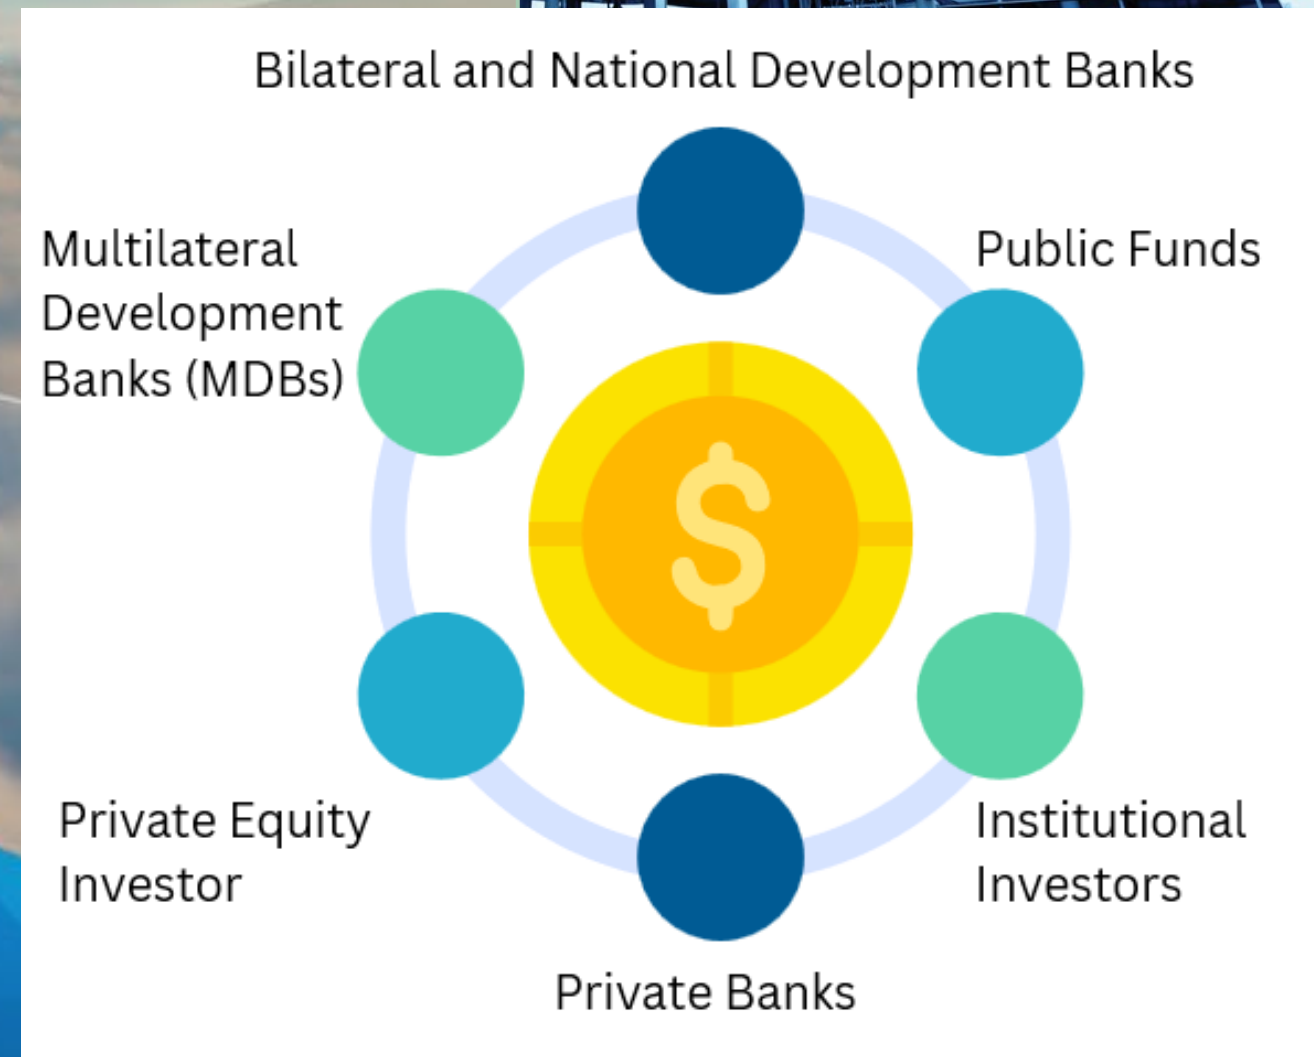 Bilateral and National Development Banks
Multilateral
Development
Banks (MDBs)
Public Funds
$
Private Equity
Investor
Institutional
Investors
Private Banks